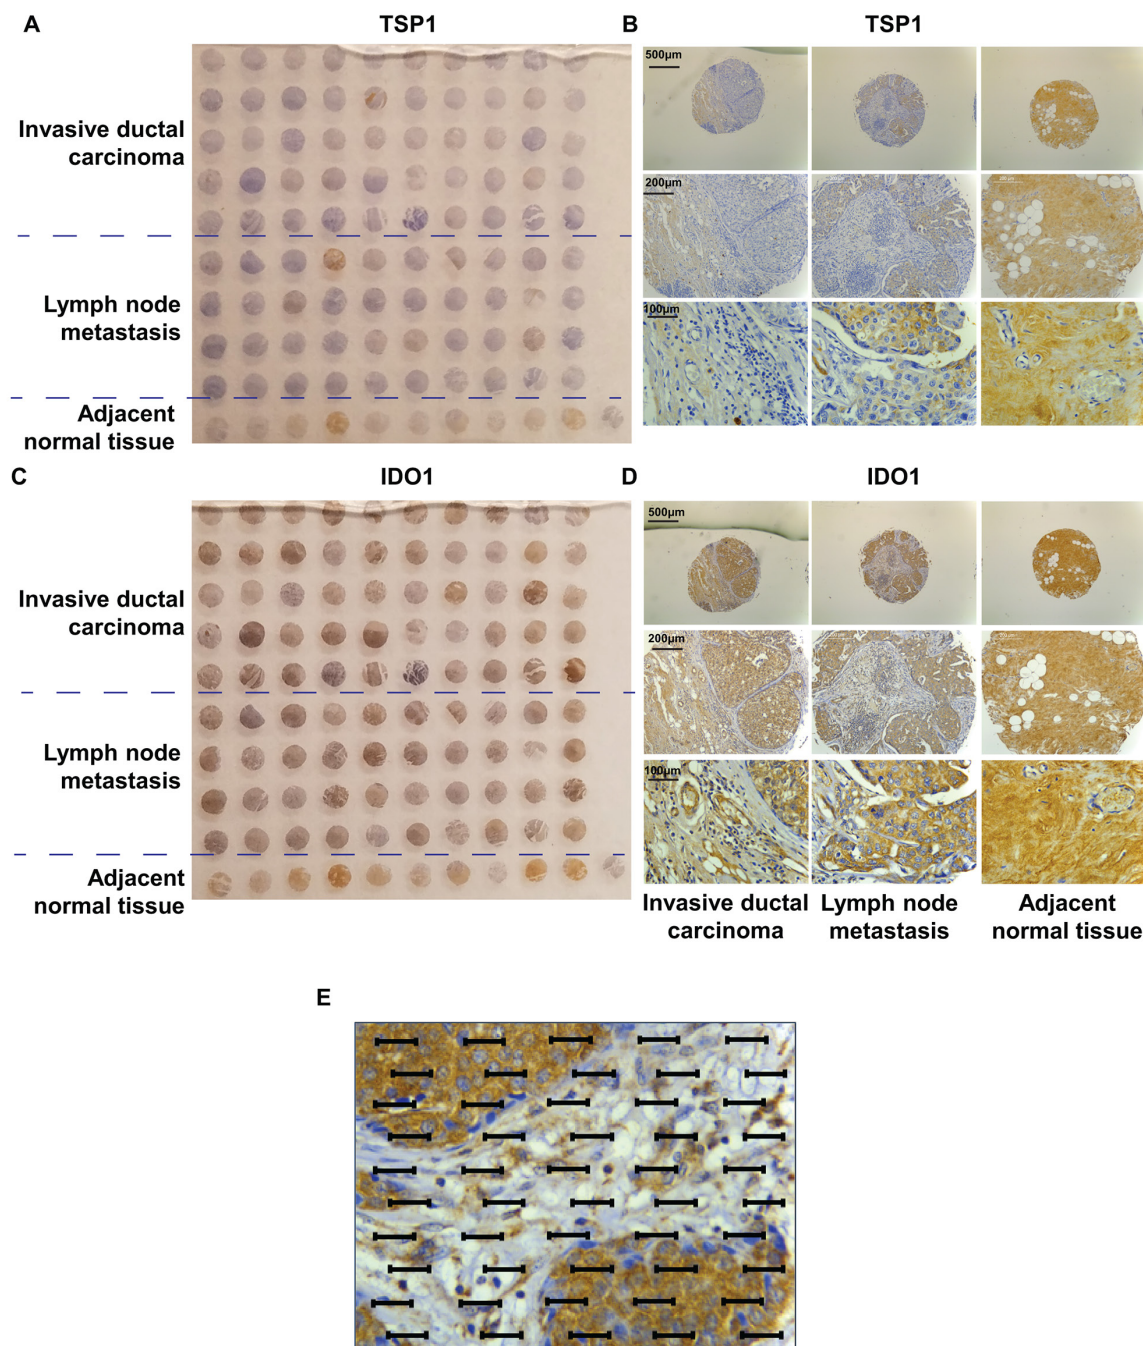 A
TSP1
Invasive ductal
carcinoma
Lymph node
metastasis
Adjacent
normal tissue
B
TSP1
500µm
200µm
100µm
C
IDO1
Invasive ductal
carcinoma
Lymph node
metastasis
Adjacent
normal tissue
D
IDO1
500µm
200µm
100µm
Invasive ductal
carcinoma
Lymph node
metastasis
Adjacent
normal tissue
E